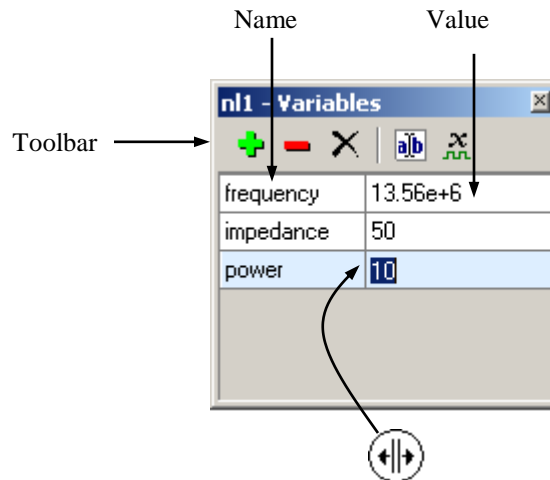 Name Value
nl1 - Variables
Toolbar
a b x
frequency 13.56e+6
impedance 50
power 10